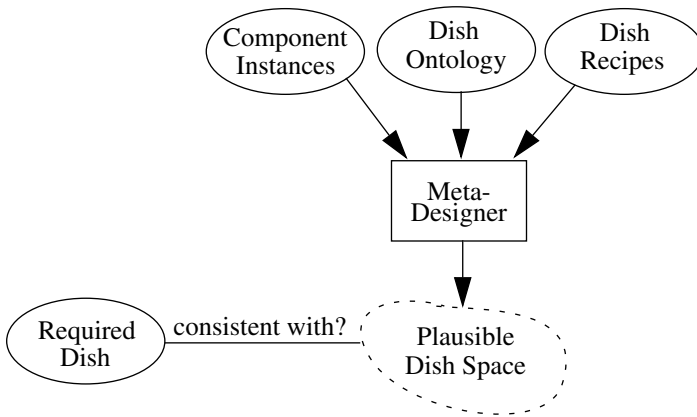 Component
Instances
Dish
Ontology
Dish
Recipes
Meta-
Designer
consistent with?
Required
Dish
Plausible
Dish Space